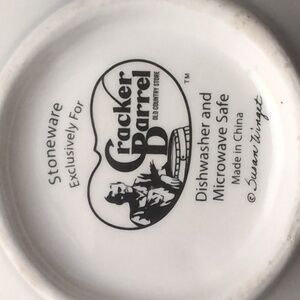 Stoneware
Exclusively For
Cracker
Barrel
OLD COUNTRY STORE
TM
Dishwasher and
Microwave Safe
Made in China
© Susan Winget